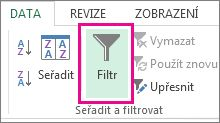 DATA REVIZE ZOBRAZENÍ
A Z
Z A
Z A
A Z
Seřadit
Filtr
Vymazat
Použít znovu
Upřesnit
Seřadit a filtrovat